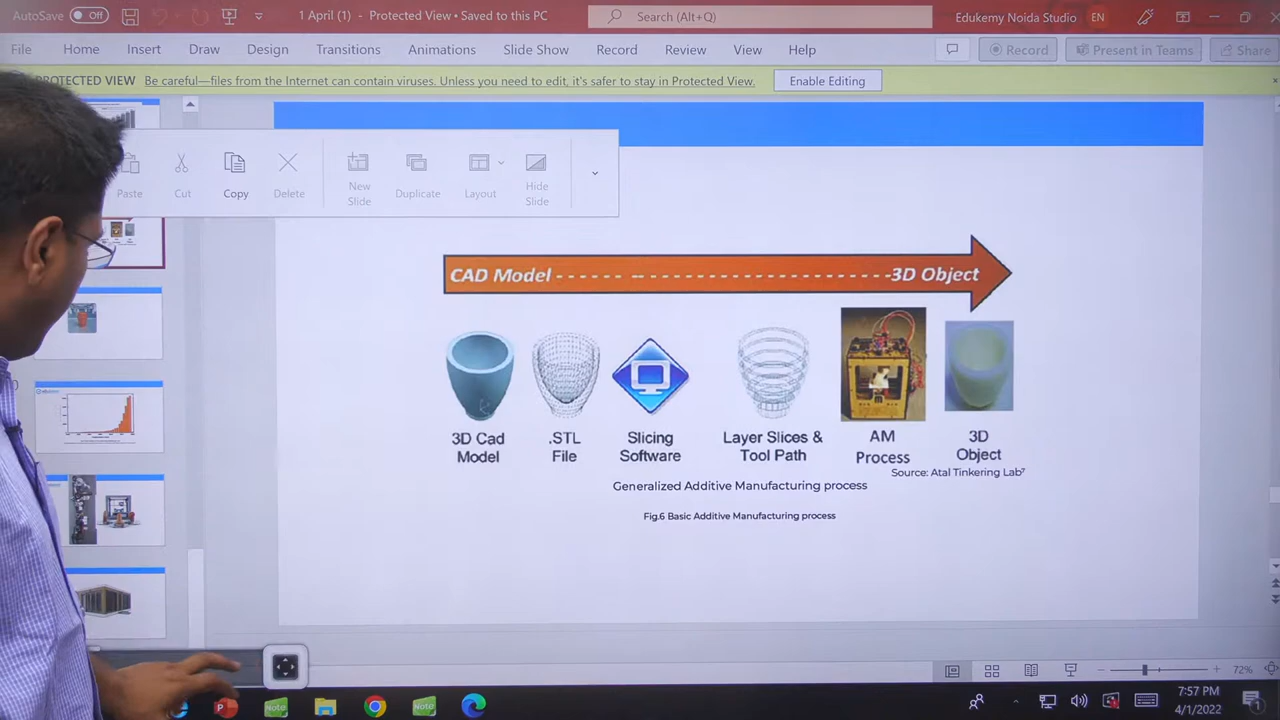 AutoSave Off
1 April (1) - Protected View • Saved to this PC
Search (Alt+Q)
Edukemy Noida Studio EN
File Home Insert Draw Design Transitions Animations Slide Show Record Review View Help
Record Present in Teams Share
PROTECTED VIEW Be careful—files from the Internet can contain viruses. Unless you need to edit, it's safer to stay in Protected View. Enable Editing
Paste Cut Copy Delete New Slide Duplicate Layout Hide Slide
CAD Model - - - - - - -- - - - - - - - - - - - - - - - - - - - - - - -3D Object
3D Cad Model
.STL File
Slicing Software
Layer Slices & Tool Path
AM Process
3D Object
Source: Atal Tinkering Lab⁷
Generalized Additive Manufacturing process
Fig.6 Basic Additive Manufacturing process
72%
Note Note
7:57 PM
4/1/2022
1